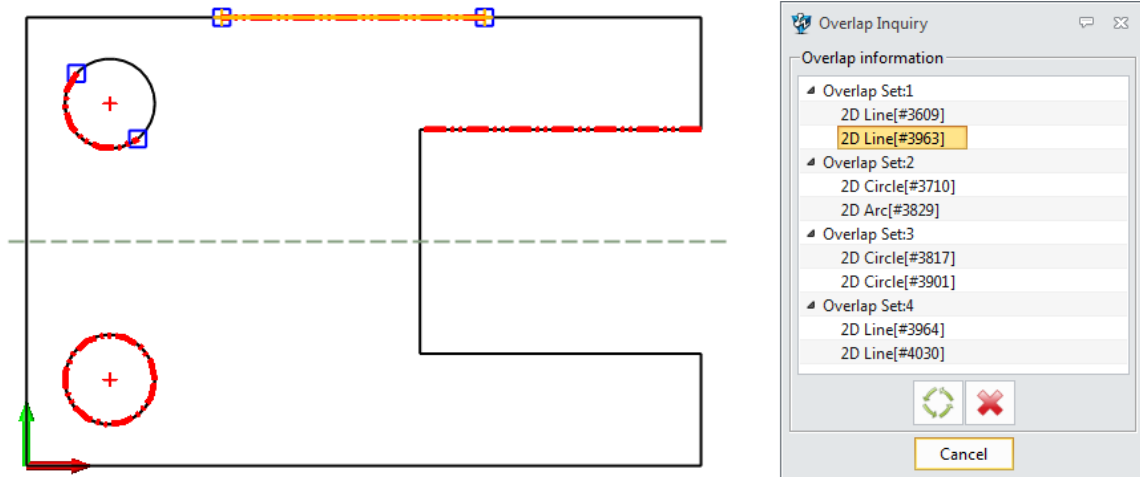 Overlap Inquiry
Overlap information
Overlap Set:1
2D Line[#3609]
2D Line[#3963]
Overlap Set:2
2D Circle[#3710]
2D Arc[#3829]
Overlap Set:3
2D Circle[#3817]
2D Circle[#3901]
Overlap Set:4
2D Line[#3964]
2D Line[#4030]
Cancel